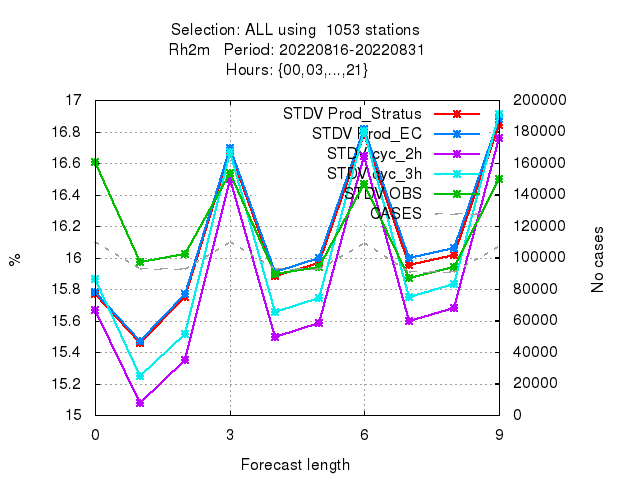 Selection: ALL using  1053 stations
Rh2m   Period: 20220816-20220831
Hours: {00,03,...,21}
17
16.8
16.6
16.4
16.2
16
15.8
15.6
15.4
15.2
15
%
STDV Prod_Stratus
STDV Prod_EC
STDV cyc_2h
STDV cyc_3h
STDV OBS
CASES
200000
180000
160000
140000
120000
100000
80000
60000
40000
20000
0
No cases
0 3 6 9
Forecast length